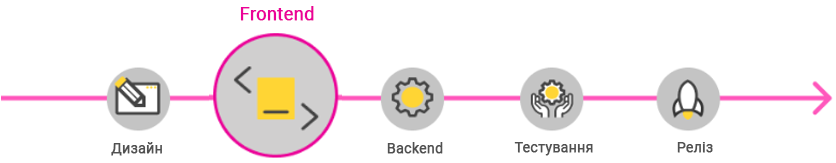 Frontend
Дизайн
Backend
Тестування
Реліз